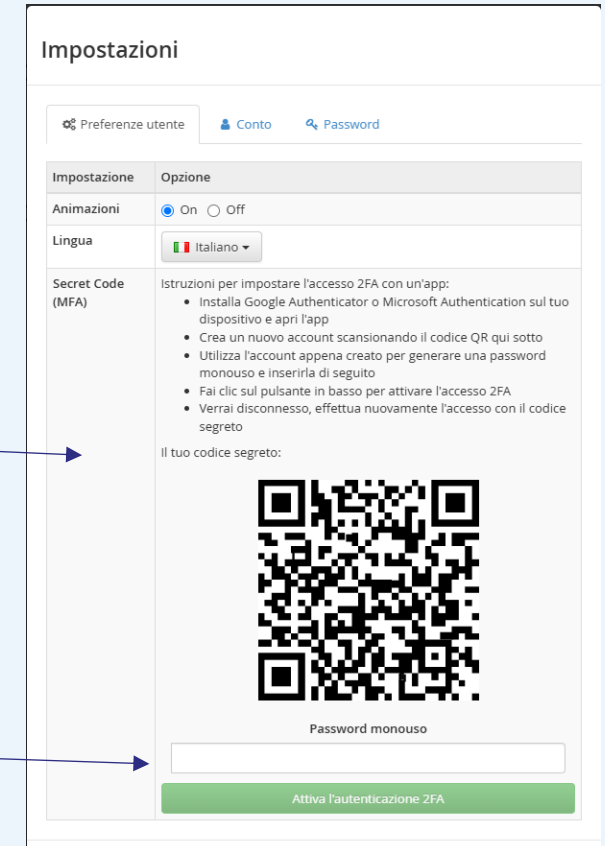 Impostazioni
Preferenze utente
Conto
Password
Impostazione
Opzione
Animazioni
On
Off
Lingua
Italiano
Secret Code
(MFA)
Istruzioni per impostare l'accesso 2FA con un'app:
Installa Google Authenticator o Microsoft Authentication sul tuo
dispositivo e apri l'app
Crea un nuovo account scansionando il codice QR qui sotto
Utilizza l'account appena creato per generare una password
monouso e inserirla di seguito
Fai clic sul pulsante in basso per attivare l'accesso 2FA
Verrai disconnesso, effettua nuovamente l'accesso con il codice
segreto
Il tuo codice segreto:
Password monouso
Attiva l'autenticazione 2FA